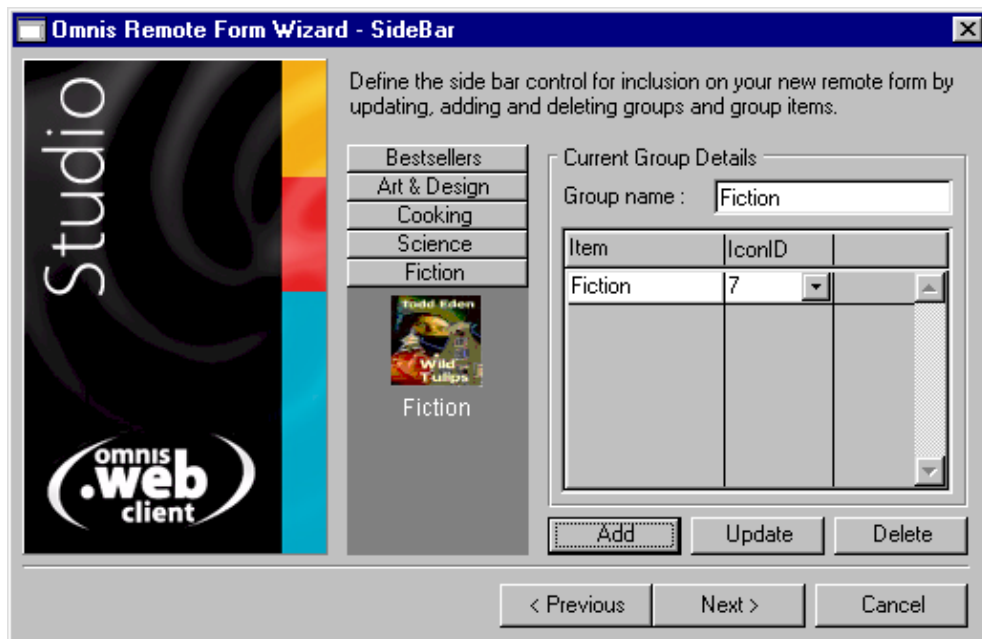 Omnis Remote Form Wizard - SideBar
Studio
omnis
.web
client
Define the side bar control for inclusion on your new remote form by
updating, adding and deleting groups and group items.
Bestsellers
Art & Design
Cooking
Science
Fiction
Todd Eden
Wild
Tulips
Fiction
Current Group Details
Group name : Fiction
Item IconID
Fiction 7
Add Update Delete
< Previous Next > Cancel